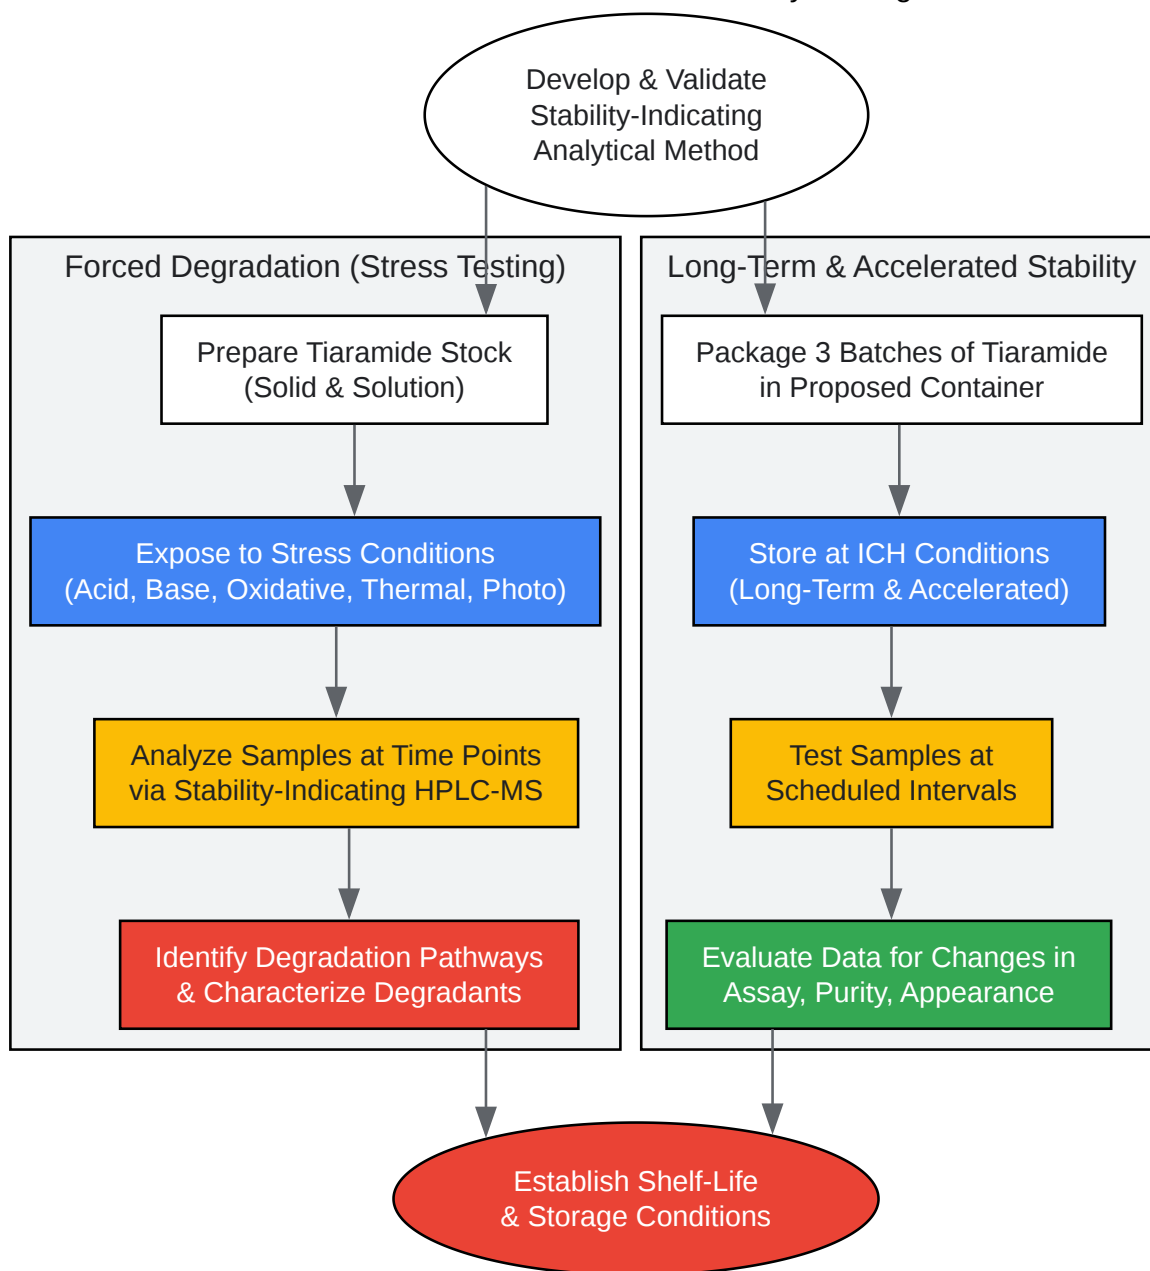 Develop & Validate
Stability-Indicating
Analytical Method
Forced Degradation (Stress Testing)
Prepare Tiaramide Stock
(Solid & Solution)
Expose to Stress Conditions
(Acid, Base, Oxidative, Thermal, Photo)
Analyze Samples at Time Points
via Stability-Indicating HPLC-MS
Identify Degradation Pathways
& Characterize Degradants
Long-Term & Accelerated Stability
Package 3 Batches of Tiaramide
in Proposed Container
Store at ICH Conditions
(Long-Term & Accelerated)
Test Samples at
Scheduled Intervals
Evaluate Data for Changes in
Assay, Purity, Appearance
Establish Shelf-Life
& Storage Conditions